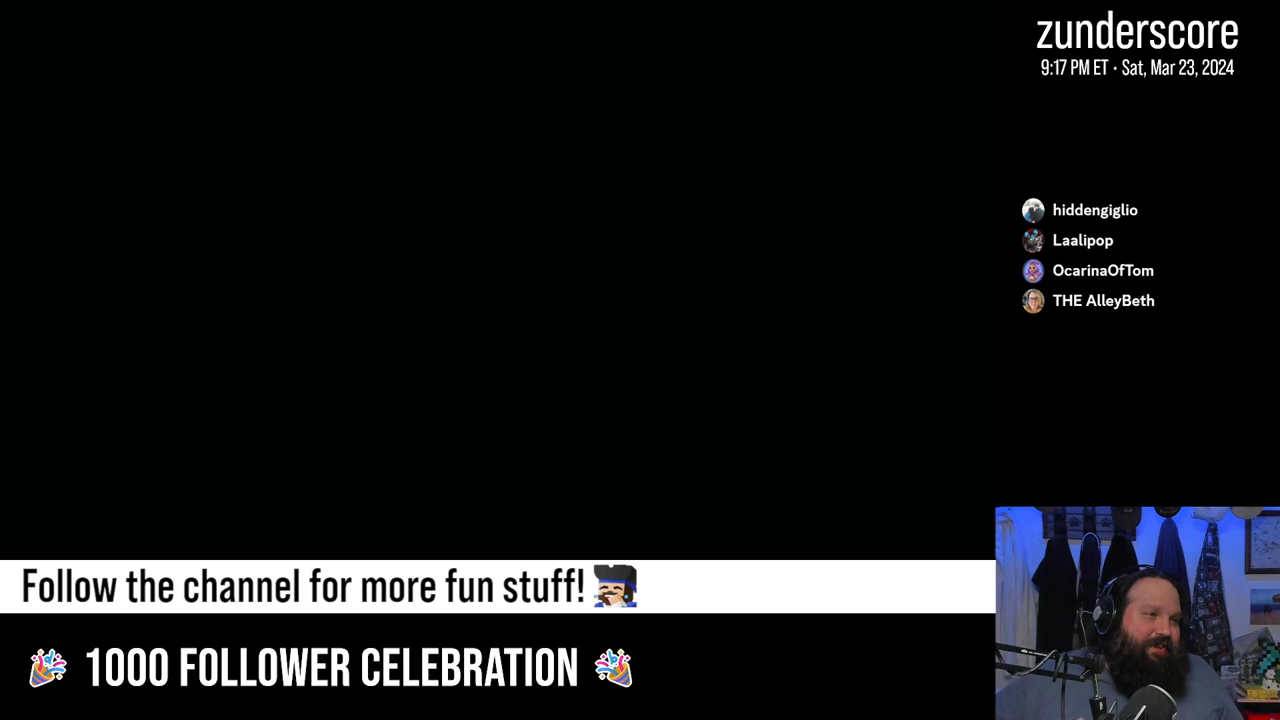 zunderscore
9:17 PM ET • Sat, Mar 23, 2024
hiddengiglio
Laalipop
OcarinaOfTom
THE AlleyBeth
Follow the channel for more fun stuff!
🎉 1000 FOLLOWER CELEBRATION 🎉